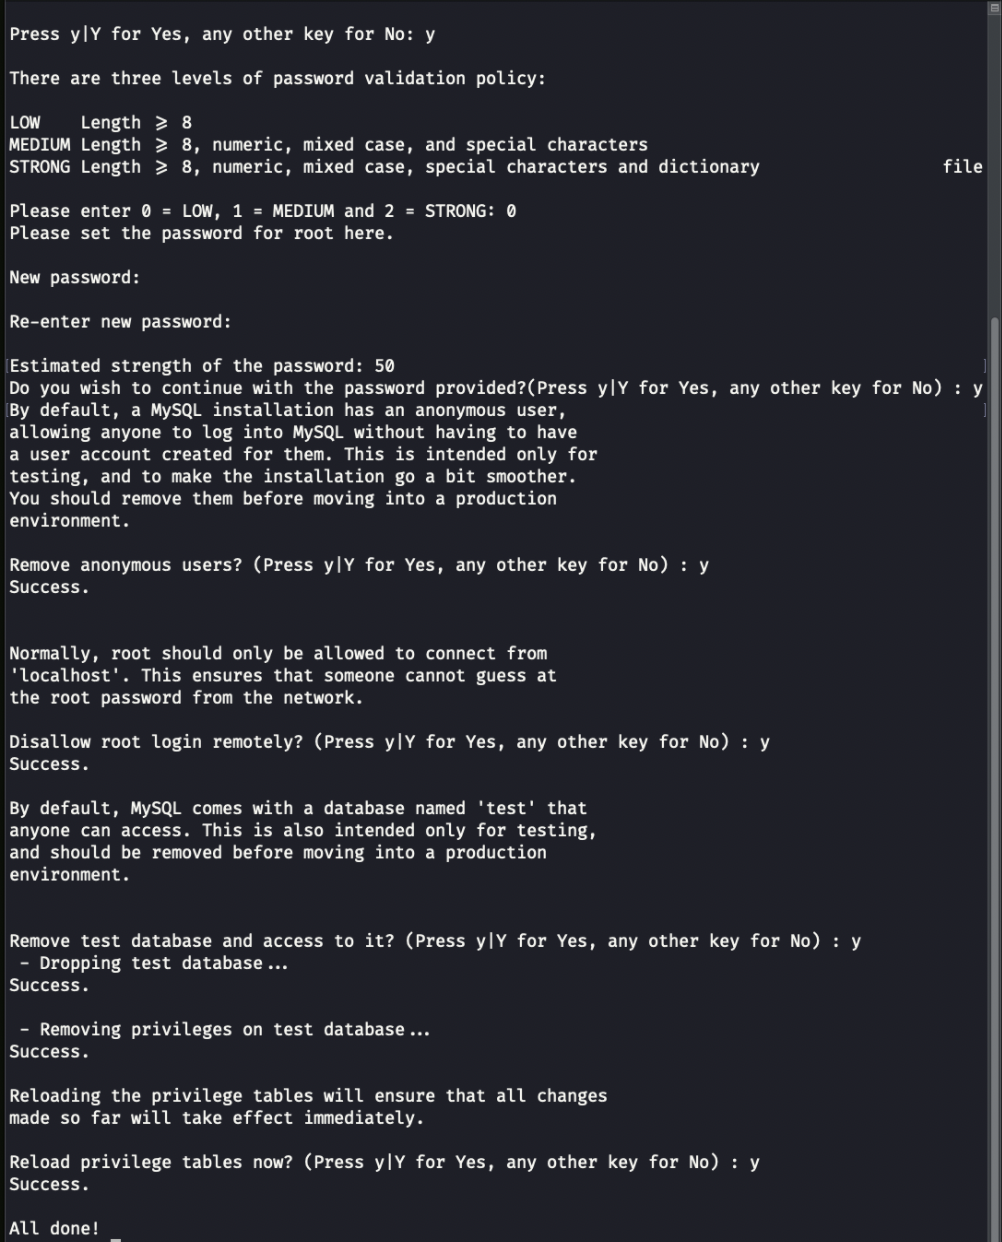 Press y|Y for Yes, any other key for No: y
There are three levels of password validation policy:
LOW    Length ≥ 8
MEDIUM Length ≥ 8, numeric, mixed case, and special characters
STRONG Length ≥ 8, numeric, mixed case, special characters and dictionary                  file
Please enter 0 = LOW, 1 = MEDIUM and 2 = STRONG: 0
Please set the password for root here.
New password:
Re-enter new password:
Estimated strength of the password: 50
Do you wish to continue with the password provided?(Press y|Y for Yes, any other key for No) : y
By default, a MySQL installation has an anonymous user,
allowing anyone to log into MySQL without having to have
a user account created for them. This is intended only for
testing, and to make the installation go a bit smoother.
You should remove them before moving into a production
environment.
Remove anonymous users? (Press y|Y for Yes, any other key for No) : y
Success.
Normally, root should only be allowed to connect from
'localhost'. This ensures that someone cannot guess at
the root password from the network.
Disallow root login remotely? (Press y|Y for Yes, any other key for No) : y
Success.
By default, MySQL comes with a database named 'test' that
anyone can access. This is also intended only for testing,
and should be removed before moving into a production
environment.
Remove test database and access to it? (Press y|Y for Yes, any other key for No) : y
 - Dropping test database...
Success.
 - Removing privileges on test database...
Success.
Reloading the privilege tables will ensure that all changes
made so far will take effect immediately.
Reload privilege tables now? (Press y|Y for Yes, any other key for No) : y
Success.
All done!